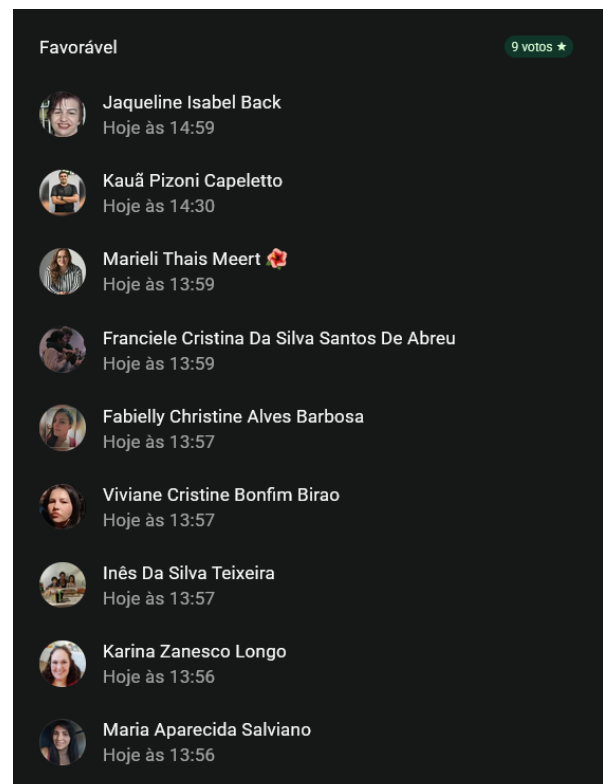 Favorável
9 votos ★
Jaqueline Isabel Back
Hoje às 14:59
Kauã Pizoni Capeletto
Hoje às 14:30
Marieli Thais Meert 🌺
Hoje às 13:59
Franciele Cristina Da Silva Santos De Abreu
Hoje às 13:59
Fabielly Christine Alves Barbosa
Hoje às 13:57
Viviane Cristine Bonfim Birao
Hoje às 13:57
Inês Da Silva Teixeira
Hoje às 13:57
Karina Zanesco Longo
Hoje às 13:56
Maria Aparecida Salviano
Hoje às 13:56